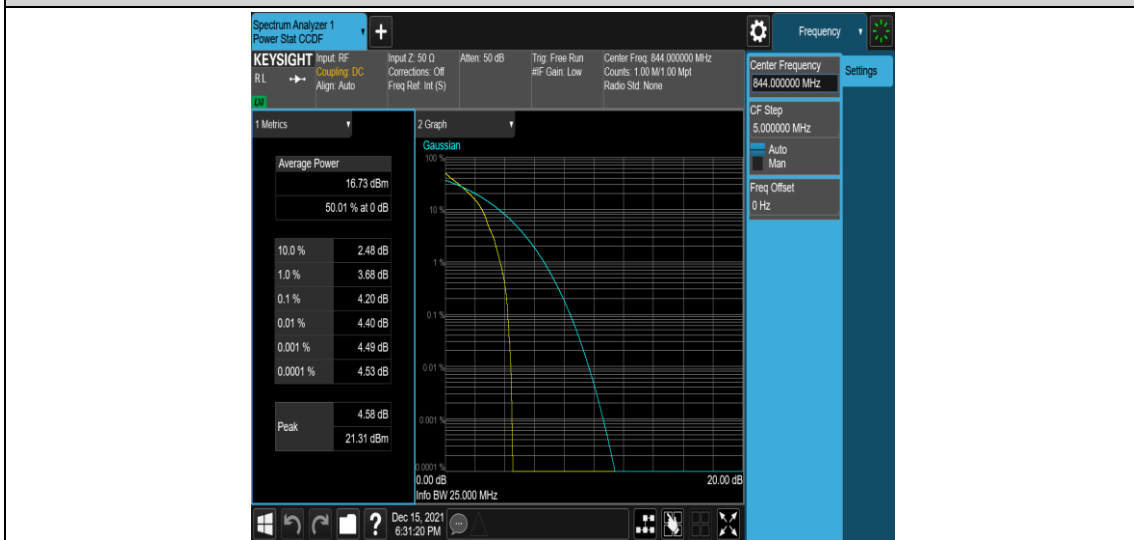 Spectrum Analyzer 1
Power Stat CCDF
+
Frequency
KEYSIGHT
RL
Input: RF
Coupling: DC
Align: Auto
Input Z: 50 Ω
Corrections: Off
Freq Ref: Int (S)
Atten: 50 dB
Trig: Free Run
#IF Gain: Low
Center Freq: 844.000000 MHz
Counts: 1.00 M/1.00 Mpt
Radio Std: None
Center Frequency
844.000000 MHz
Settings
CF Step
5.000000 MHz
Auto
Man
Freq Offset
0 Hz
1 Metrics
Average Power
16.73 dBm
50.01 % at 0 dB
10.0 % 2.48 dB
1.0 % 3.68 dB
0.1 % 4.20 dB
0.01 % 4.40 dB
0.001 % 4.49 dB
0.0001 % 4.53 dB
Peak
4.58 dB
21.31 dBm
2 Graph
Gaussian
100 %
10 %
1 %
0.1 %
0.01 %
0.001 %
0.0001 %
0.00 dB
20.00 dB
Info BW 25.000 MHz
?
Dec 15, 2021
6:31:20 PM